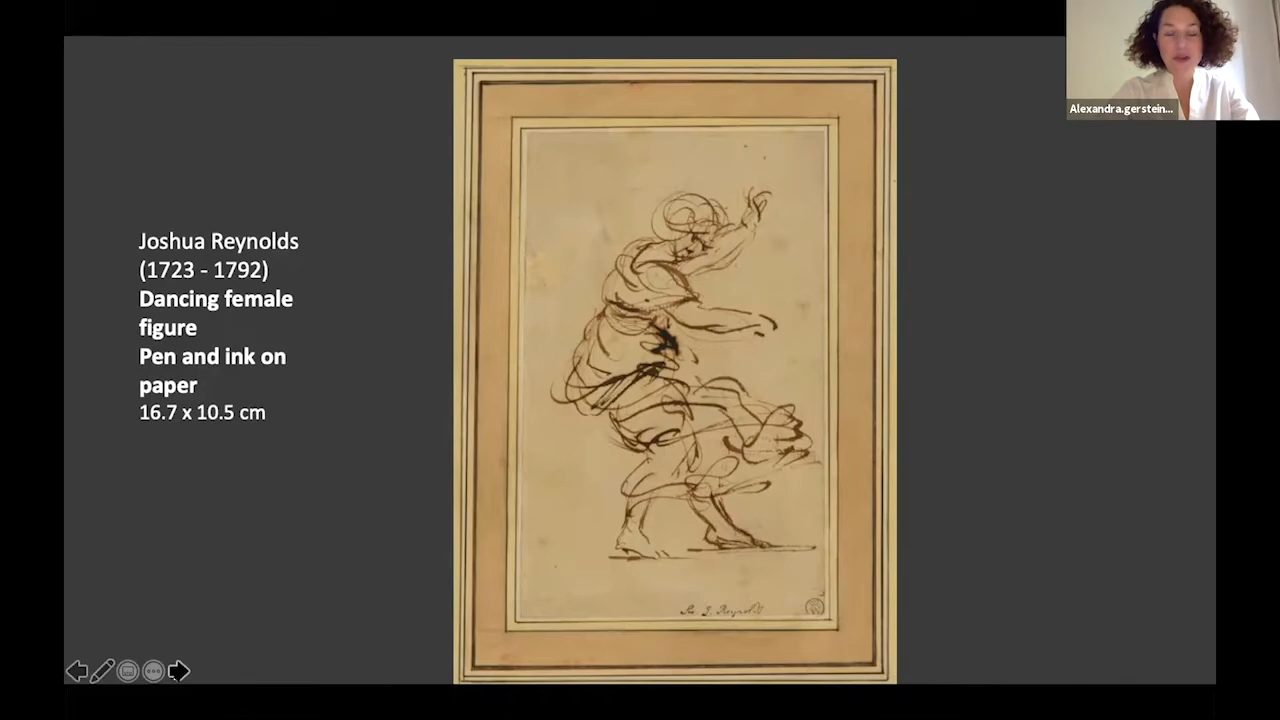 Joshua Reynolds
(1723 - 1792)
Dancing female
figure
Pen and ink on
paper
16.7 x 10.5 cm
Alexandra.gerstein...
J. Reynolds